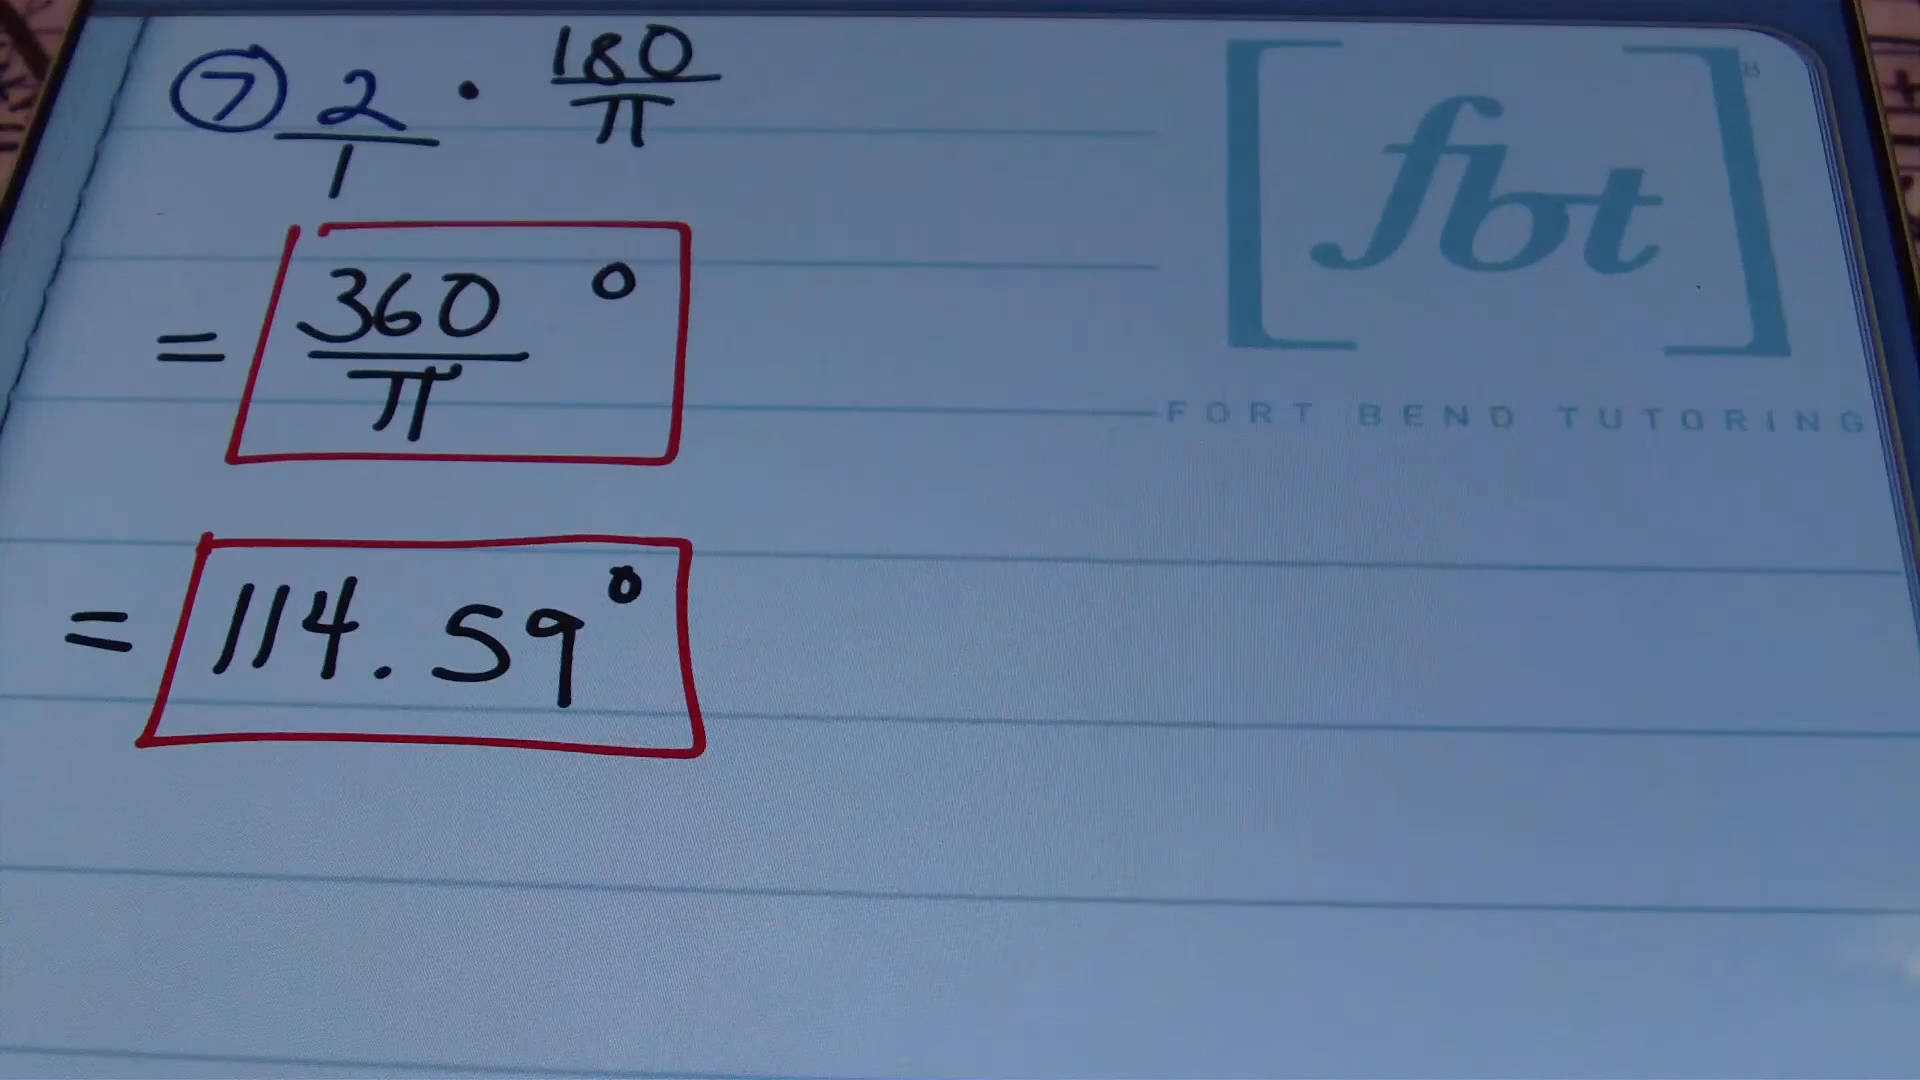 ⑦ 2/1 · 180/π
= 360/π °
= 114.59°
[fbt]®
FORT BEND TUTORING